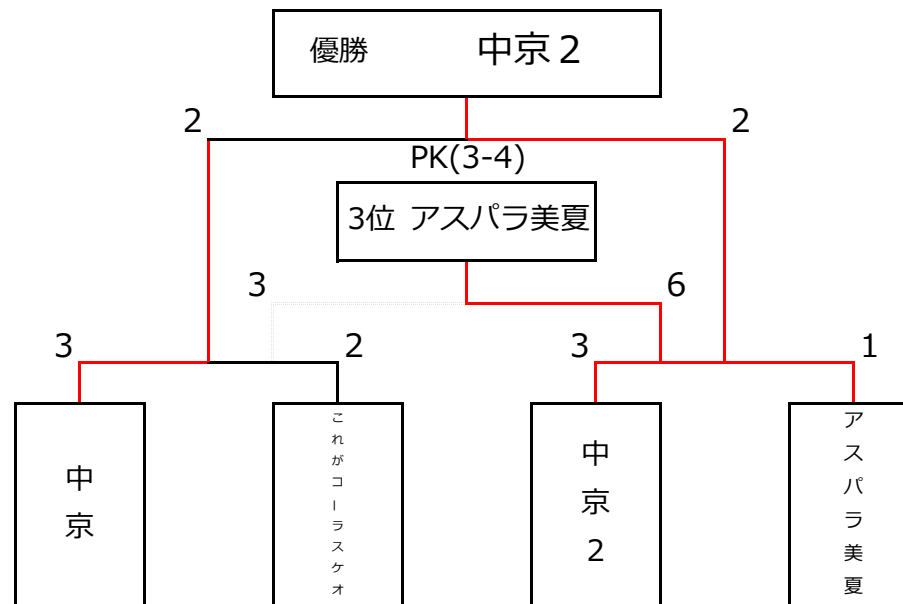 優勝 中京2
2 2
PK(3-4)
3位 アスパラ美夏
3 6
3 2 3 1
中京
これがコーラスケオ
中京2
アスパラ美夏